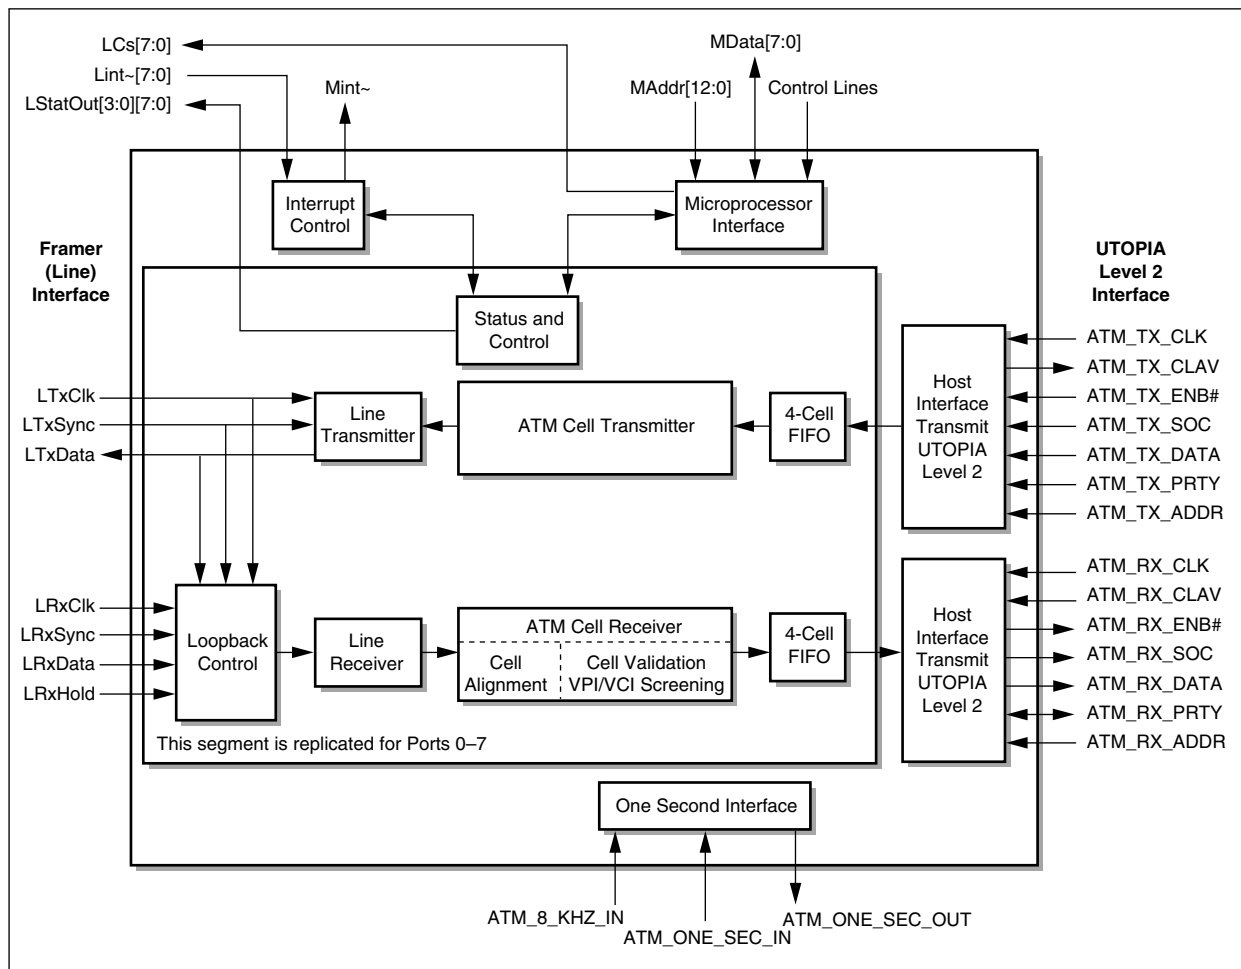 LCs[7:0]
Lint~[7:0]
LStatOut[3:0][7:0]
Mint~
MData[7:0]
MAddr[12:0]
Control Lines
Interrupt
Control
Microprocessor
Interface
Framer
(Line)
Interface
UTOPIA
Level 2
Interface
Status and
Control
LTxClk
LTxSync
LTxData
Line
Transmitter
ATM Cell Transmitter
4-Cell
FIFO
Host
Interface
Transmit
UTOPIA
Level 2
ATM_TX_CLK
ATM_TX_CLAV
ATM_TX_ENB#
ATM_TX_SOC
ATM_TX_DATA
ATM_TX_PRTY
ATM_TX_ADDR
LRxClk
LRxSync
LRxData
LRxHold
Loopback
Control
Line
Receiver
ATM Cell Receiver
Cell
Alignment
Cell Validation
VPI/VCI Screening
4-Cell
FIFO
Host
Interface
Transmit
UTOPIA
Level 2
ATM_RX_CLK
ATM_RX_CLAV
ATM_RX_ENB#
ATM_RX_SOC
ATM_RX_DATA
ATM_RX_PRTY
ATM_RX_ADDR
This segment is replicated for Ports 0–7
One Second Interface
ATM_8_KHZ_IN
ATM_ONE_SEC_IN
ATM_ONE_SEC_OUT